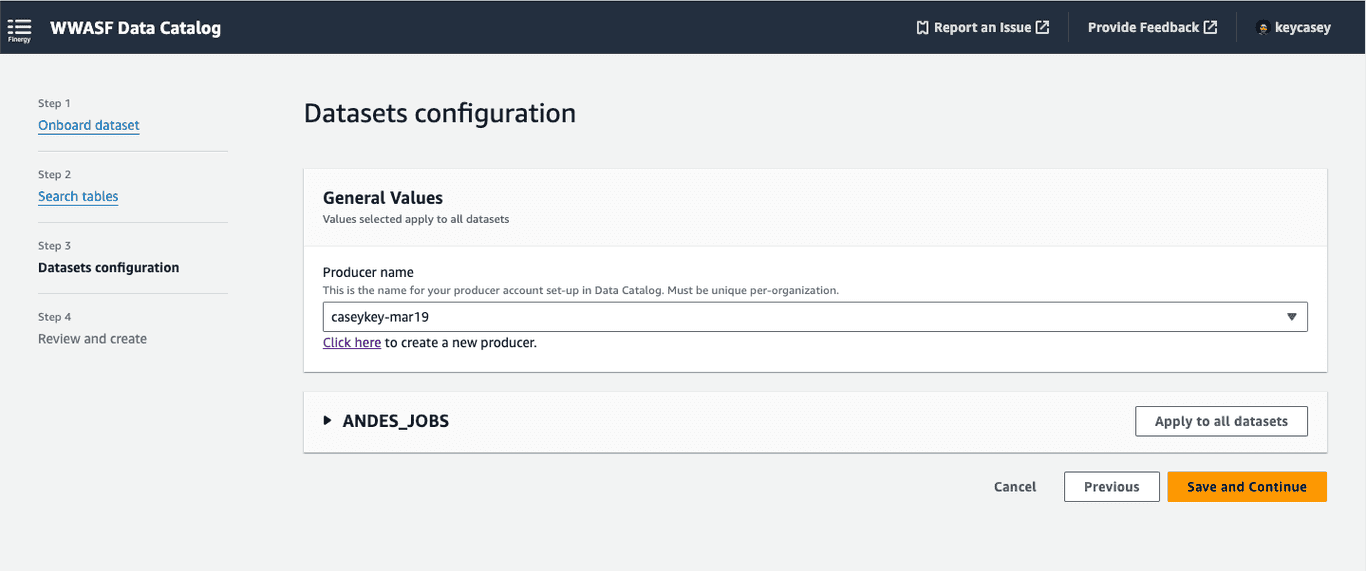 Finergy
WWASF Data Catalog
Report an Issue
Provide Feedback
keycasey
Step 1
Onboard dataset
Step 2
Search tables
Step 3
Datasets configuration
Step 4
Review and create
Datasets configuration
General Values
Values selected apply to all datasets
Producer name
This is the name for your producer account set-up in Data Catalog. Must be unique per-organization.
caseykey-mar19
Click here to create a new producer.
ANDES_JOBS
Apply to all datasets
Cancel
Previous
Save and Continue